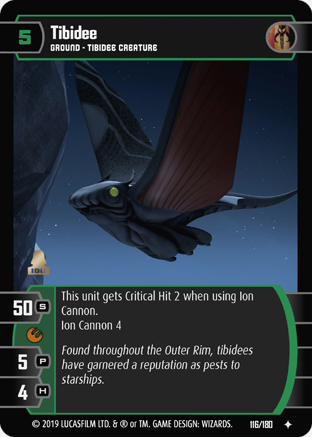 5
Tibidee
GROUND - TIBIDEE CREATURE
IDL
50 S
This unit gets Critical Hit 2 when using Ion
Cannon.
Ion Cannon 4
5 P
Found throughout the Outer Rim, tibidees
have garnered a reputation as pests to
starships.
4 H
© 2019 LUCASFILM LTD. & ® or TM. GAME DESIGN: WIZARDS.
116/180